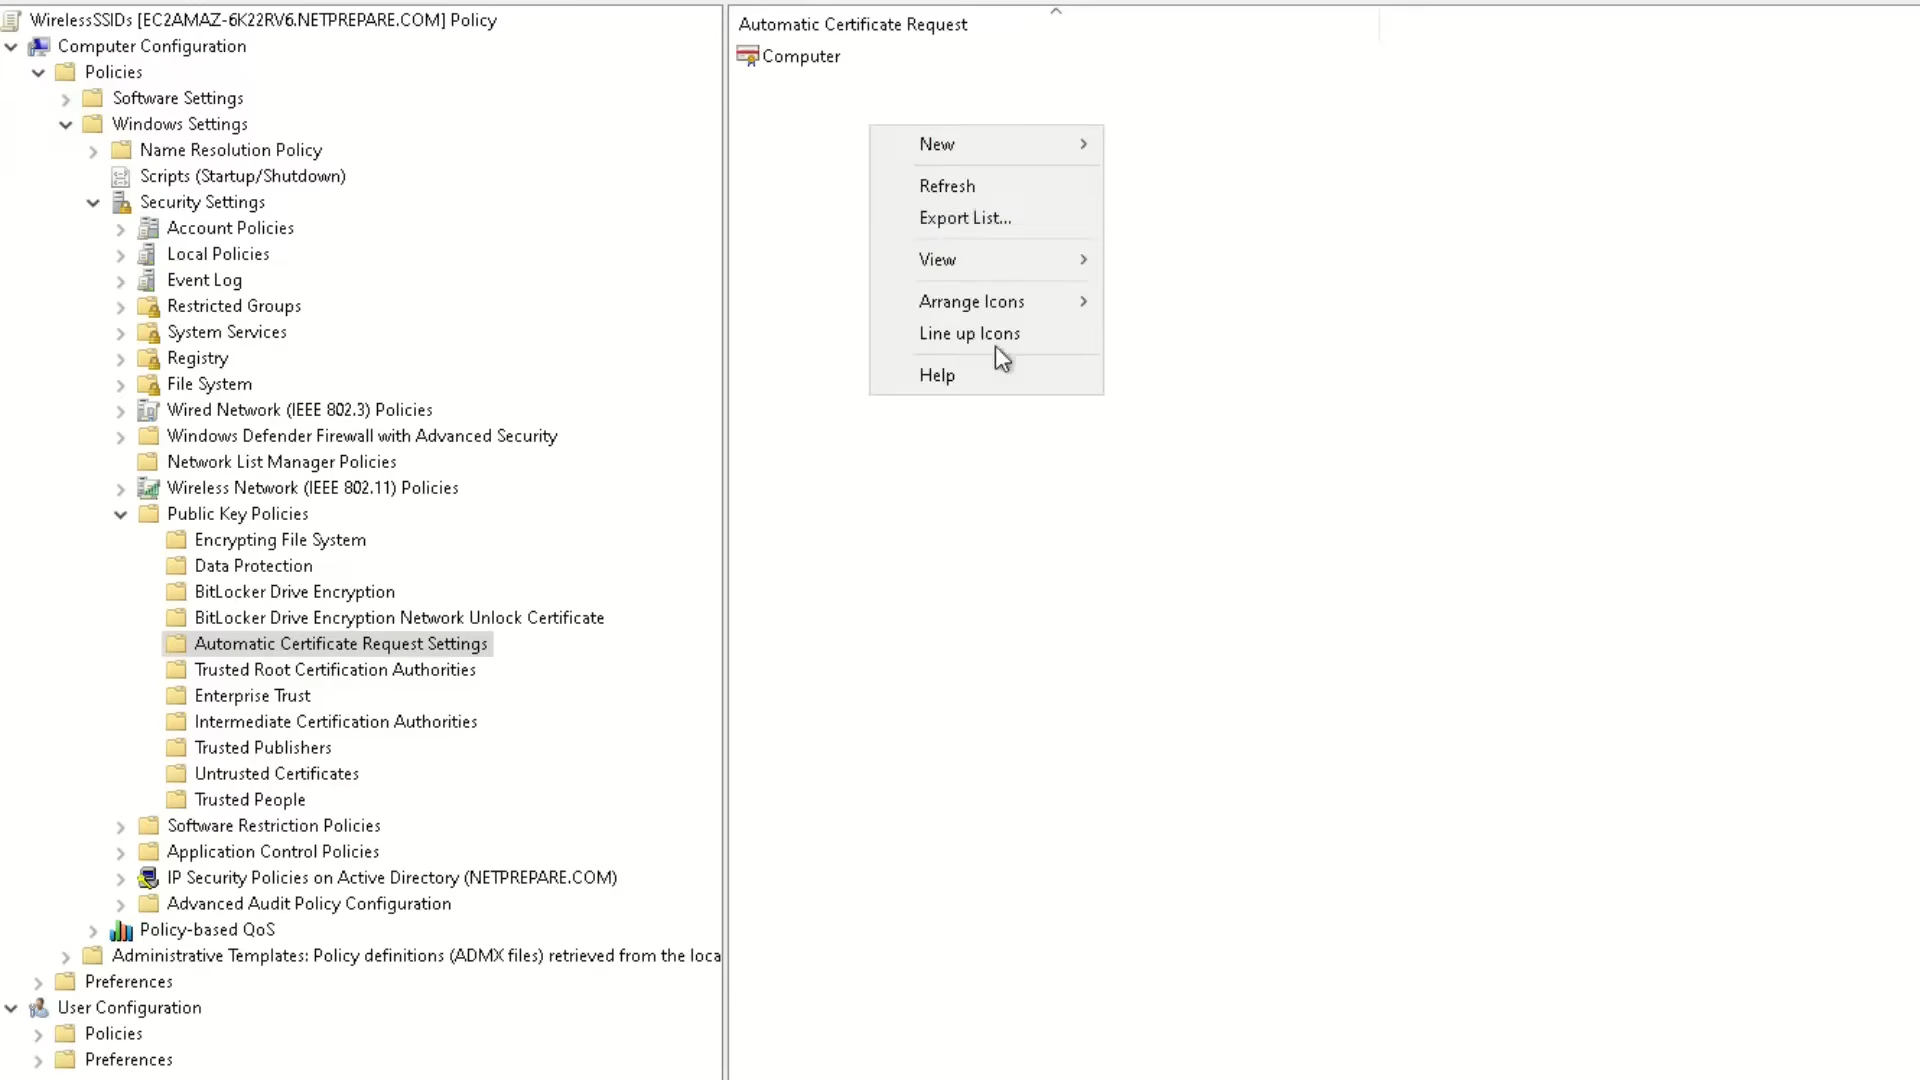 WirelessSSIDs [EC2AMAZ-6K22RV6.NETPREPARE.COM] Policy
Computer Configuration
Policies
Software Settings
Windows Settings
Name Resolution Policy
Scripts (Startup/Shutdown)
Security Settings
Account Policies
Local Policies
Event Log
Restricted Groups
System Services
Registry
File System
Wired Network (IEEE 802.3) Policies
Windows Defender Firewall with Advanced Security
Network List Manager Policies
Wireless Network (IEEE 802.11) Policies
Public Key Policies
Encrypting File System
Data Protection
BitLocker Drive Encryption
BitLocker Drive Encryption Network Unlock Certificate
Automatic Certificate Request Settings
Trusted Root Certification Authorities
Enterprise Trust
Intermediate Certification Authorities
Trusted Publishers
Untrusted Certificates
Trusted People
Software Restriction Policies
Application Control Policies
IP Security Policies on Active Directory (NETPREPARE.COM)
Advanced Audit Policy Configuration
Policy-based QoS
Administrative Templates: Policy definitions (ADMX files) retrieved from the loca
Preferences
User Configuration
Policies
Preferences
Automatic Certificate Request
Computer
New
Refresh
Export List...
View
Arrange Icons
Line up Icons
Help